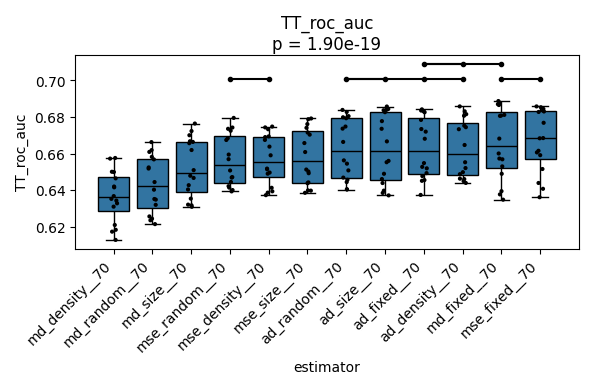 TT_roc_auc
p = 1.90e-19
TT_roc_auc
0.70
0.68
0.66
0.64
0.62
md_density__70
md_random__70
md_size__70
mse_random__70
mse_density__70
mse_size__70
ad_random__70
ad_size__70
ad_fixed__70
ad_density__70
md_fixed__70
mse_fixed__70
estimator